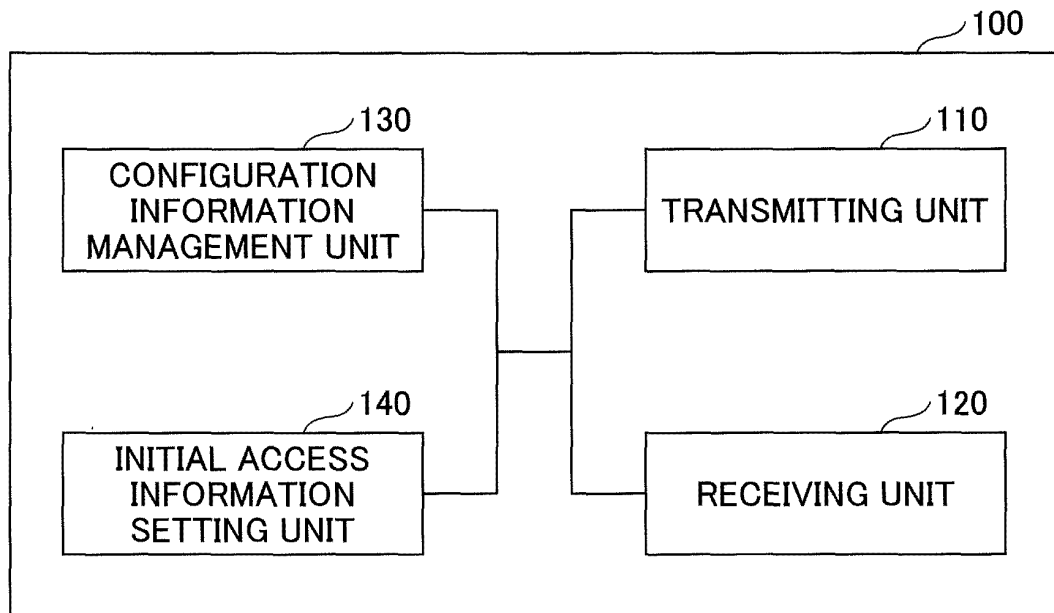 100
130
CONFIGURATION
INFORMATION
MANAGEMENT UNIT
110
TRANSMITTING UNIT
140
INITIAL ACCESS
INFORMATION
SETTING UNIT
120
RECEIVING UNIT